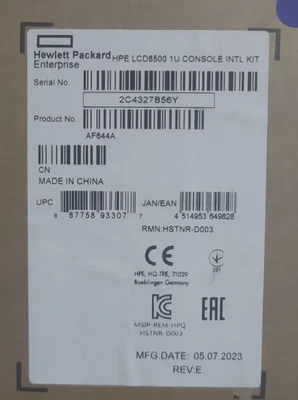 Hewlett Packard
Enterprise
HPE LCD8500 1U CONSOLE INTL KIT
Serial No.
2C4327B56Y
Product No.
AF644A
CN
MADE IN CHINA
UPC
JAN/EAN
8 87758 93307 7
4 514953 649828
RMN:HSTNR-D003
CE
HPE, HQ-TRE, 71029
Boeblingen Germany
EAC
MSIP-REM-HPQ
HSTNR-D003
MFG.DATE: 05.07.2023
REV:E